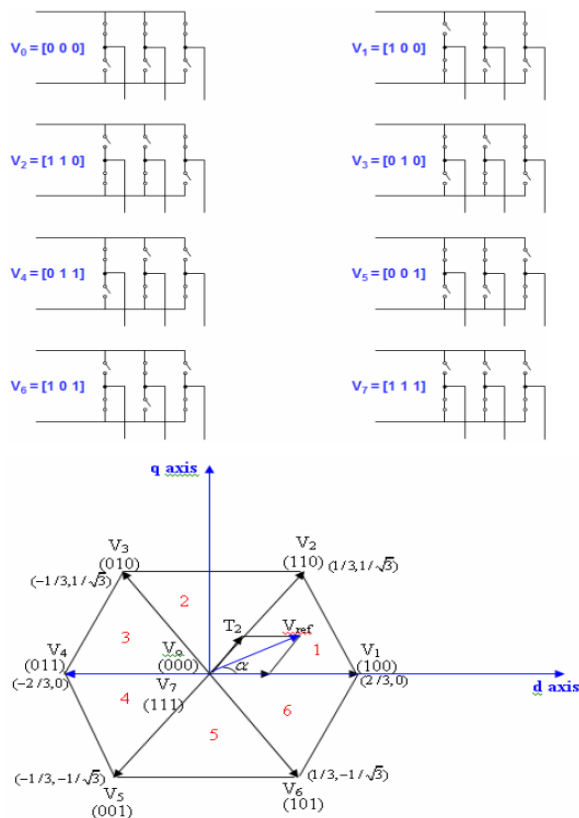 V₀ = [0 0 0] V₁ = [1 0 0]
V₂ = [1 1 0] V₃ = [0 1 0]
V₄ = [0 1 1] V₅ = [0 0 1]
V₆ = [1 0 1] V₇ = [1 1 1]
q axis
V₃ V₂
(010) (110) (1/3,1/√3)
(−1/3,1/√3)
2
T₂ Vref
3 1
V₄ V₀ V₁
(011) (000) α (100)
(−2/3,0) V₇ (2/3,0) d axis
(111)
4 6
5
(−1/3,−1/√3) (1/3,−1/√3)
V₅ V₆
(001) (101)